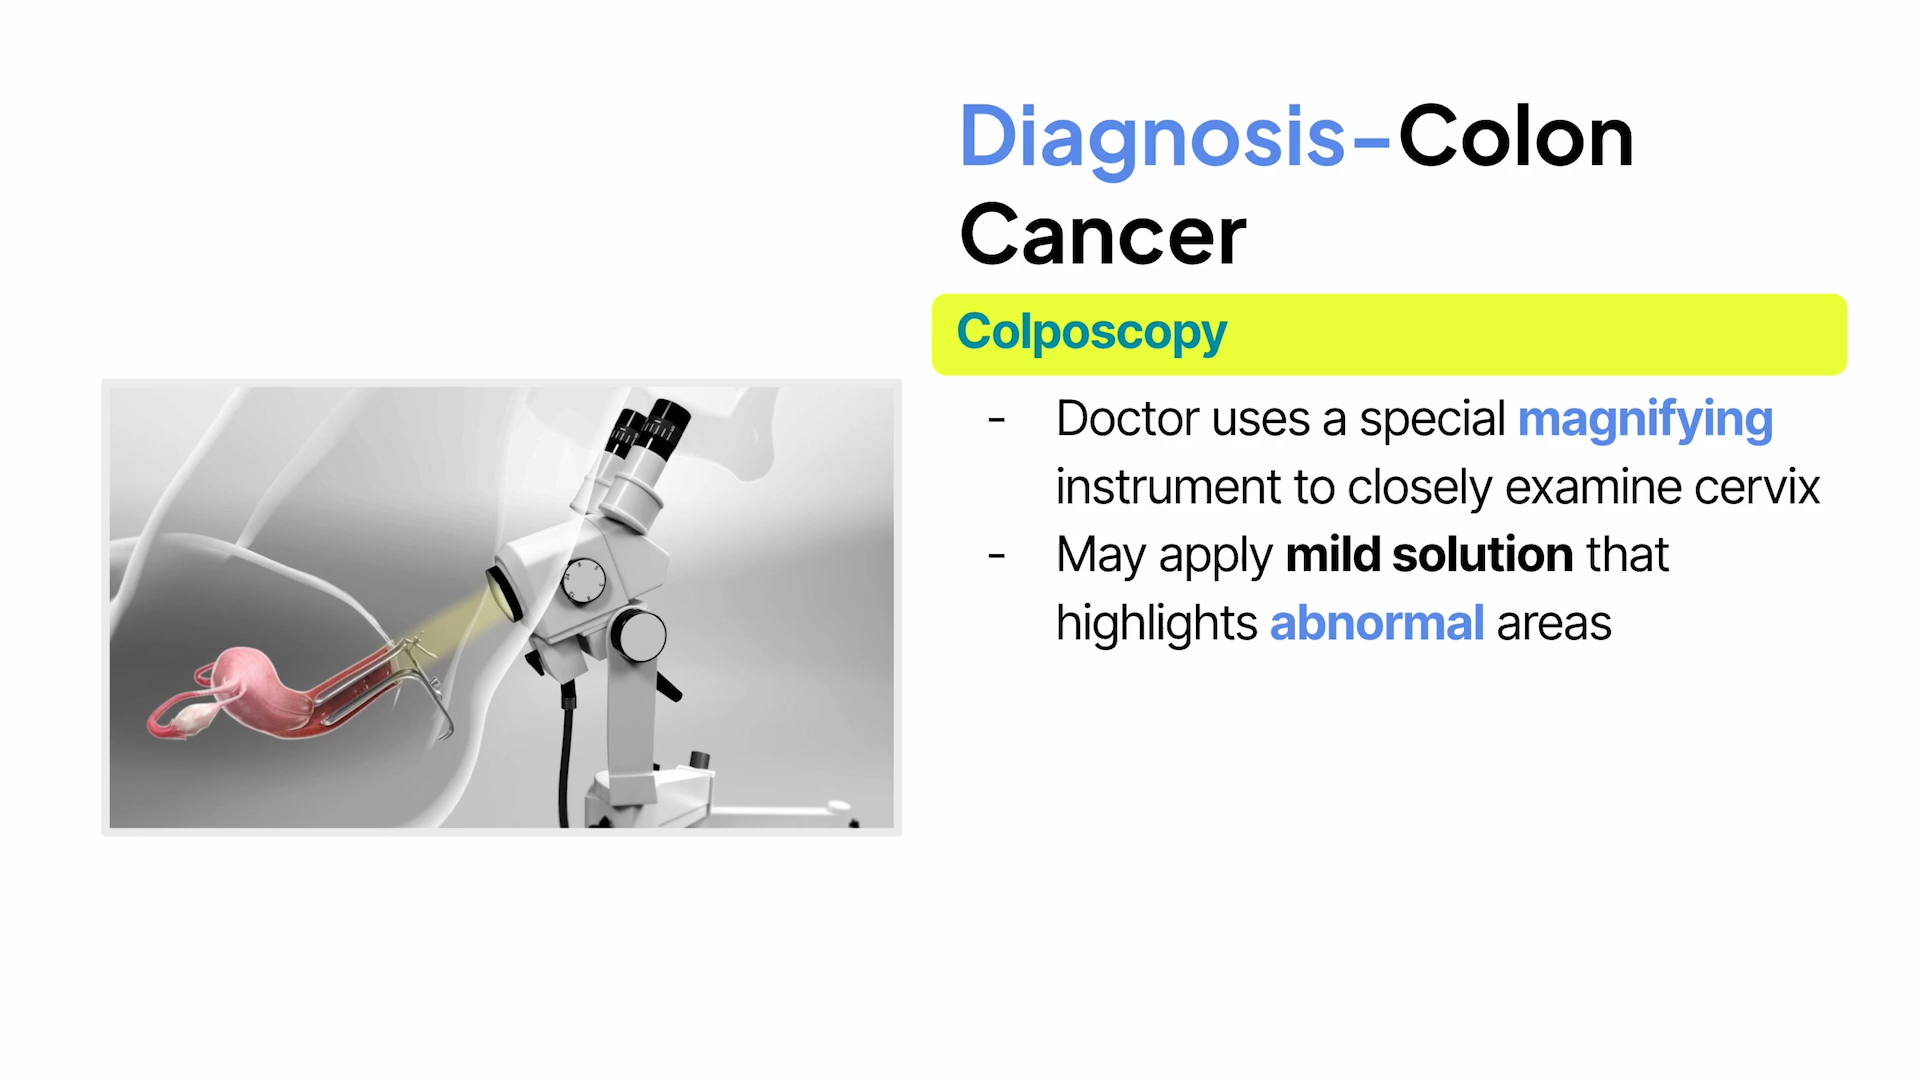 Diagnosis–Colon
Cancer
Colposcopy
- Doctor uses a special magnifying
instrument to closely examine cervix
- May apply mild solution that
highlights abnormal areas